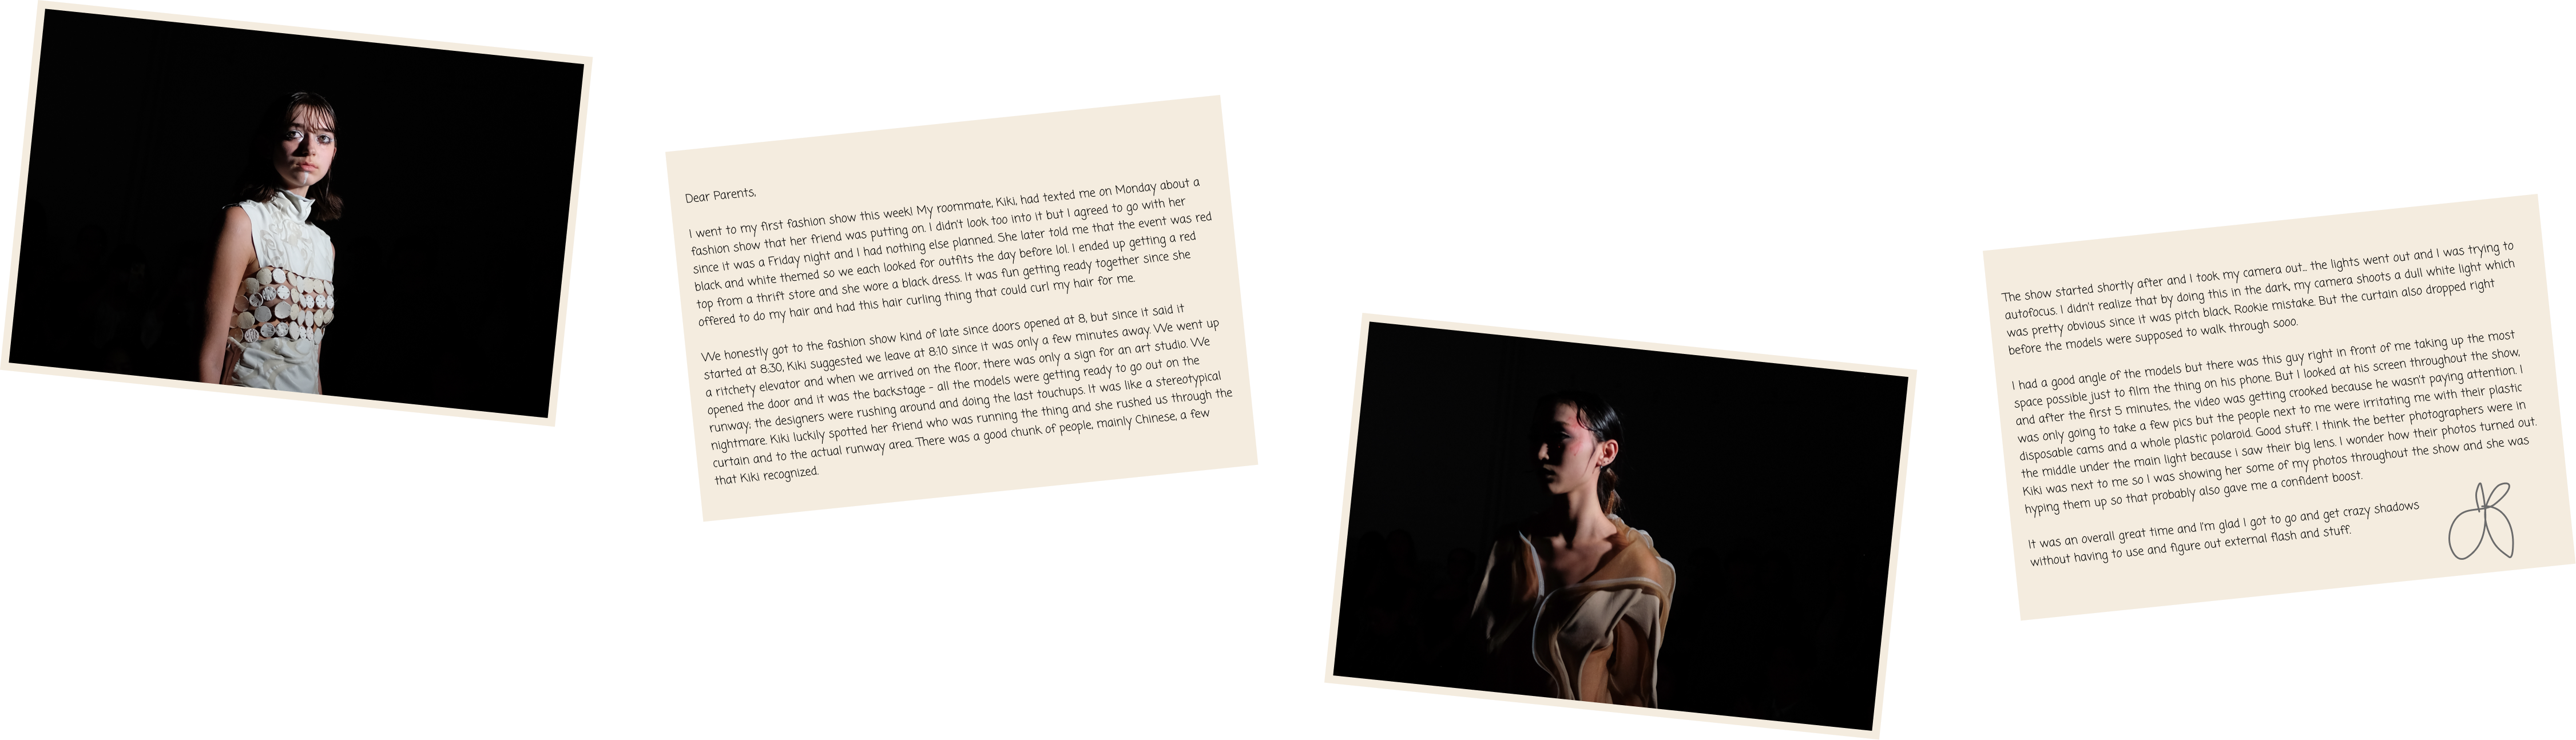 Dear Parents,
I went to my first fashion show this week! My roommate, Kiki, had texted me on Monday about a
fashion show that her friend was putting on. I didn't look too into it but I agreed to go with her
since it was a Friday night and I had nothing else planned. She later told me that the event was red
black and white themed so we each looked for outfits the day before lol. I ended up getting a red
top from a thrift store and she wore a black dress. It was fun getting ready together since she
offered to do my hair and had this hair curling thing that could curl my hair for me.
We honestly got to the fashion show kind of late since doors opened at 8, but since it said it
started at 8:30, Kiki suggested we leave at 8:10 since it was only a few minutes away. We went up
a ritchety elevator and when we arrived on the floor, there was only a sign for an art studio. We
opened the door and it was the backstage - all the models were getting ready to go out on the
runway; the designers were rushing around and doing the last touchups. It was like a stereotypical
nightmare. Kiki luckily spotted her friend who was running the thing and she rushed us through the
curtain and to the actual runway area. There was a good chunk of people, mainly Chinese, a few
that Kiki recognized.
The show started shortly after and I took my camera out... the lights went out and I was trying to
autofocus. I didn't realize that by doing this in the dark, my camera shoots a dull white light which
was pretty obvious since it was pitch black. Rookie mistake. But the curtain also dropped right
before the models were supposed to walk through sooo.
I had a good angle of the models but there was this guy right in front of me taking up the most
space possible just to film the thing on his phone. But I looked at his screen throughout the show,
and after the first 5 minutes, the video was getting crooked because he wasn't paying attention. I
was only going to take a few pics but the people next to me were irritating me with their plastic
disposable cams and a whole plastic polaroid. Good stuff. I think the better photographers were in
the middle under the main light because I saw their big lens. I wonder how their photos turned out.
Kiki was next to me so I was showing her some of my photos throughout the show and she was
hyping them up so that probably also gave me a confident boost.
It was an overall great time and I'm glad I got to go and get crazy shadows
without having to use and figure out external flash and stuff.